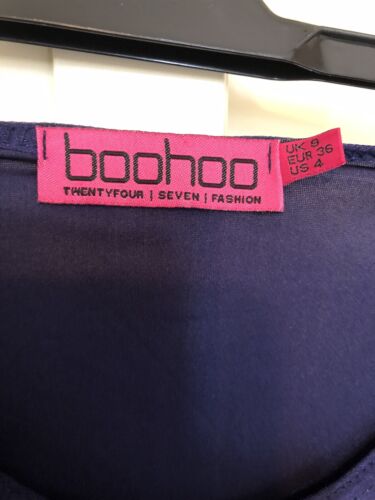 boohoo
TWENTYFOUR | SEVEN | FASHION
UK 8
EUR 36
US 4